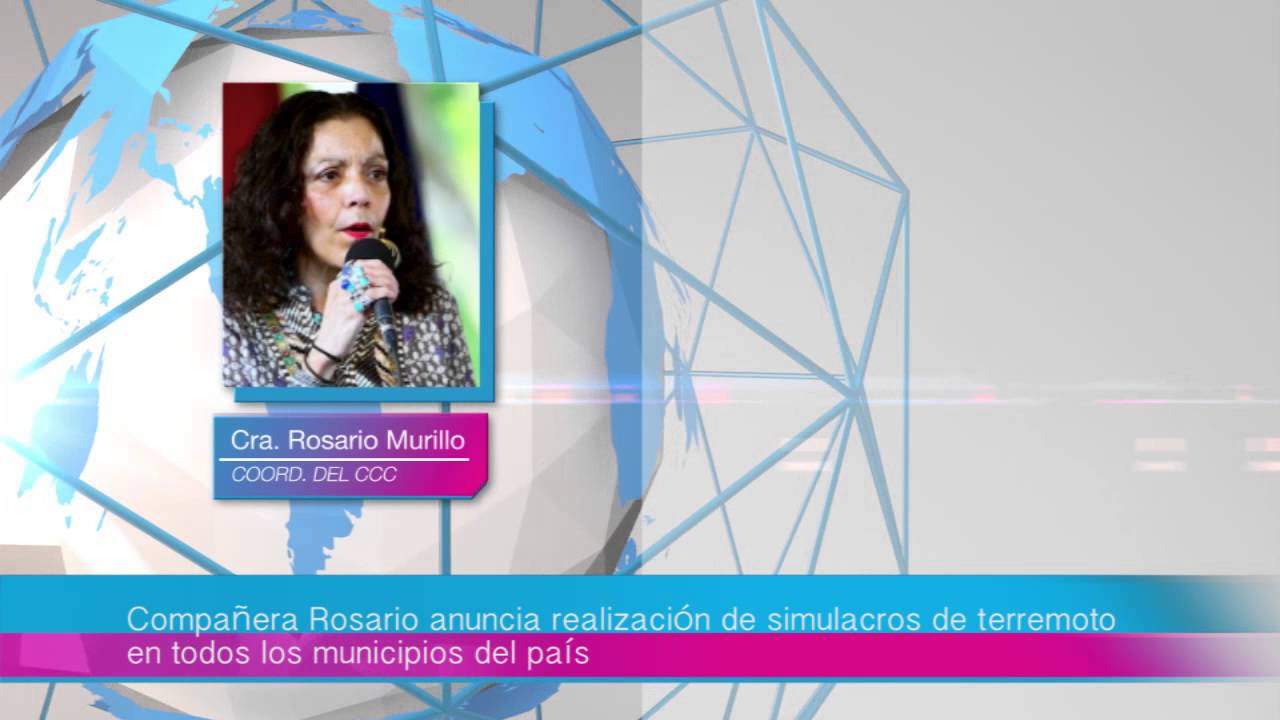 Cra. Rosario Murillo
COORD. DEL CCC
Compañera Rosario anuncia realización de simulacros de terremoto
en todos los municipios del país